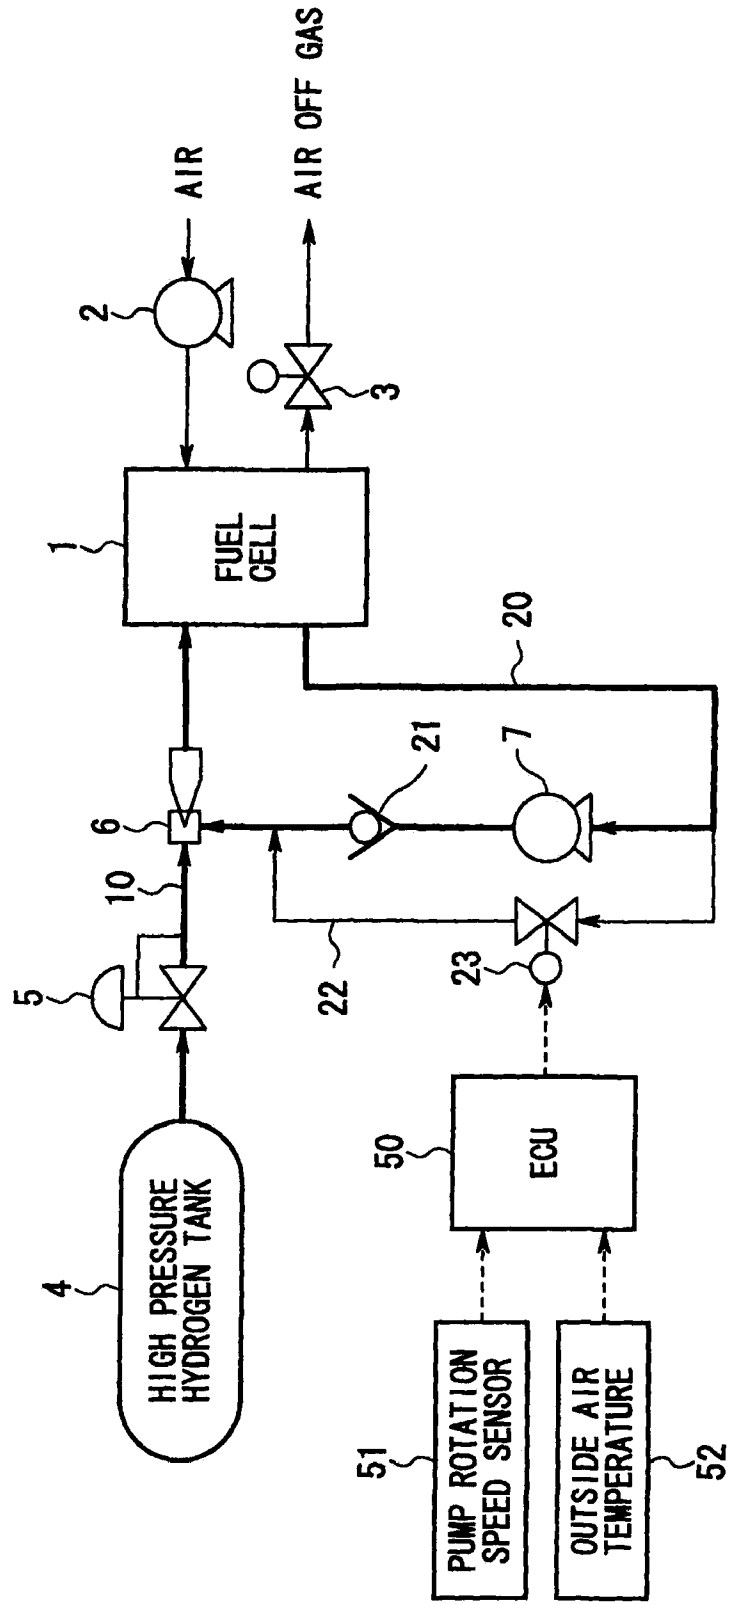 4
HIGH PRESSURE
HYDROGEN TANK
5
10
6
1
FUEL
CELL
2
AIR
3
AIR OFF GAS
22
21
20
23
7
50
ECU
51
PUMP ROTATION
SPEED SENSOR
OUTSIDE AIR
TEMPERATURE
52